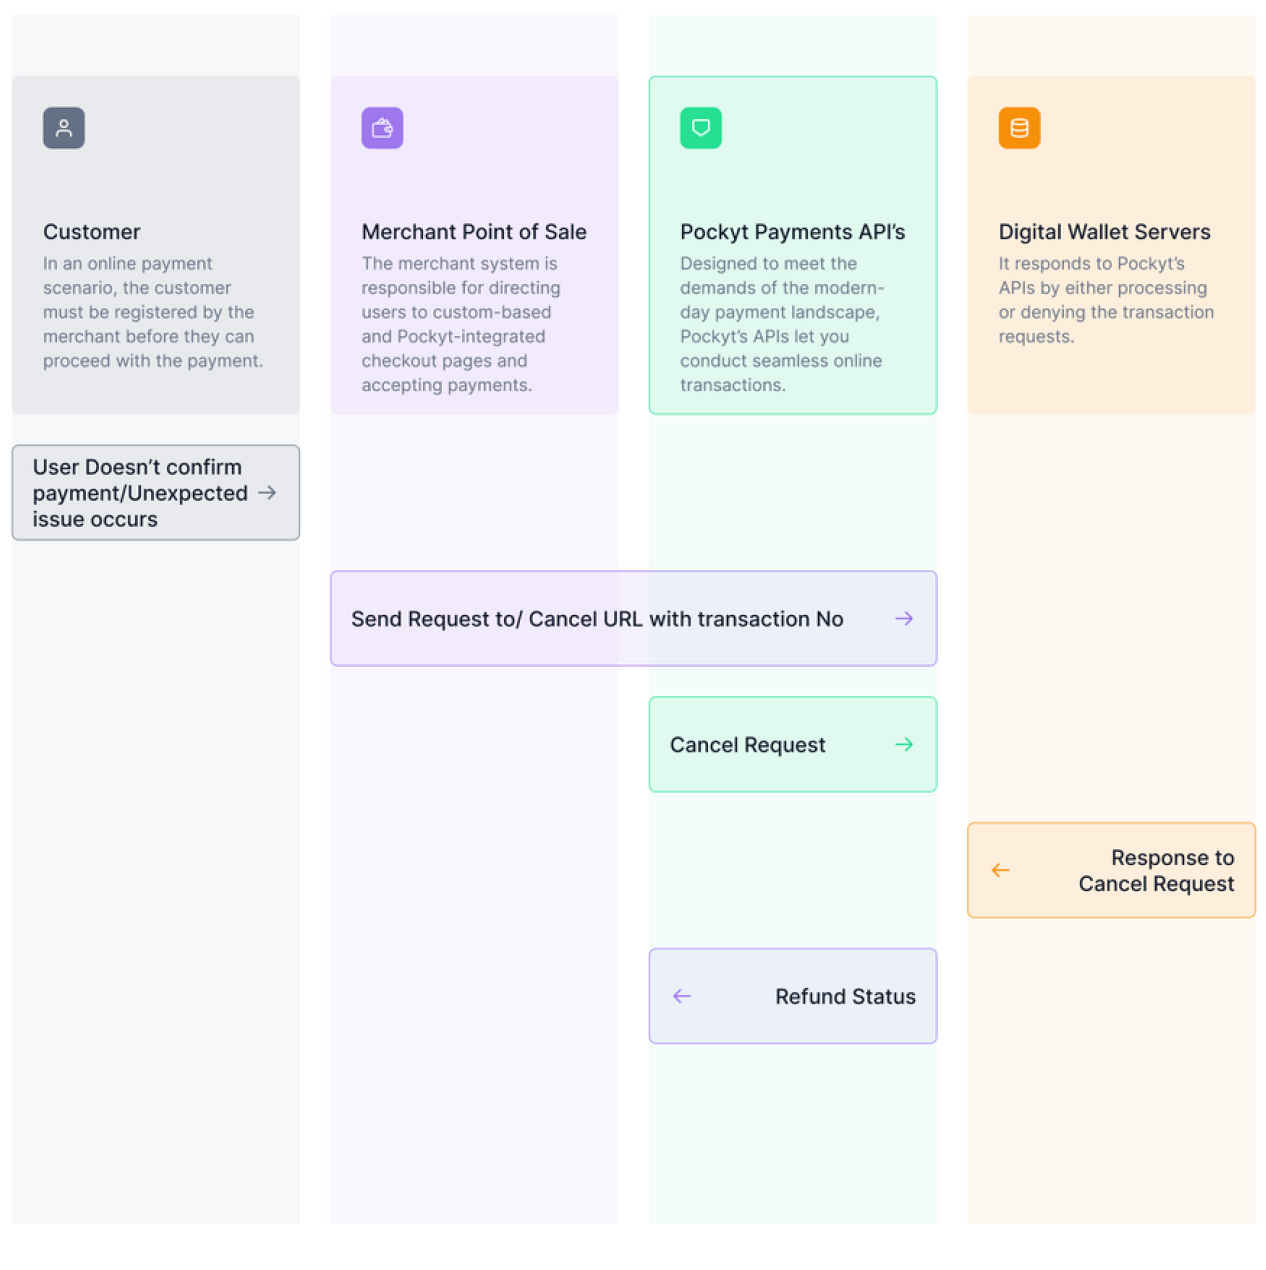 Customer
In an online payment
scenario, the customer
must be registered by the
merchant before they can
proceed with the payment.
Merchant Point of Sale
The merchant system is
responsible for directing
users to custom-based
and Pockyt-integrated
checkout pages and
accepting payments.
Pockyt Payments API’s
Designed to meet the
demands of the modern-
day payment landscape,
Pockyt’s APIs let you
conduct seamless online
transactions.
Digital Wallet Servers
It responds to Pockyt’s
APIs by either processing
or denying the transaction
requests.
User Doesn’t confirm
payment/Unexpected
issue occurs
Send Request to/ Cancel URL with transaction No
Cancel Request
Response to
Cancel Request
Refund Status